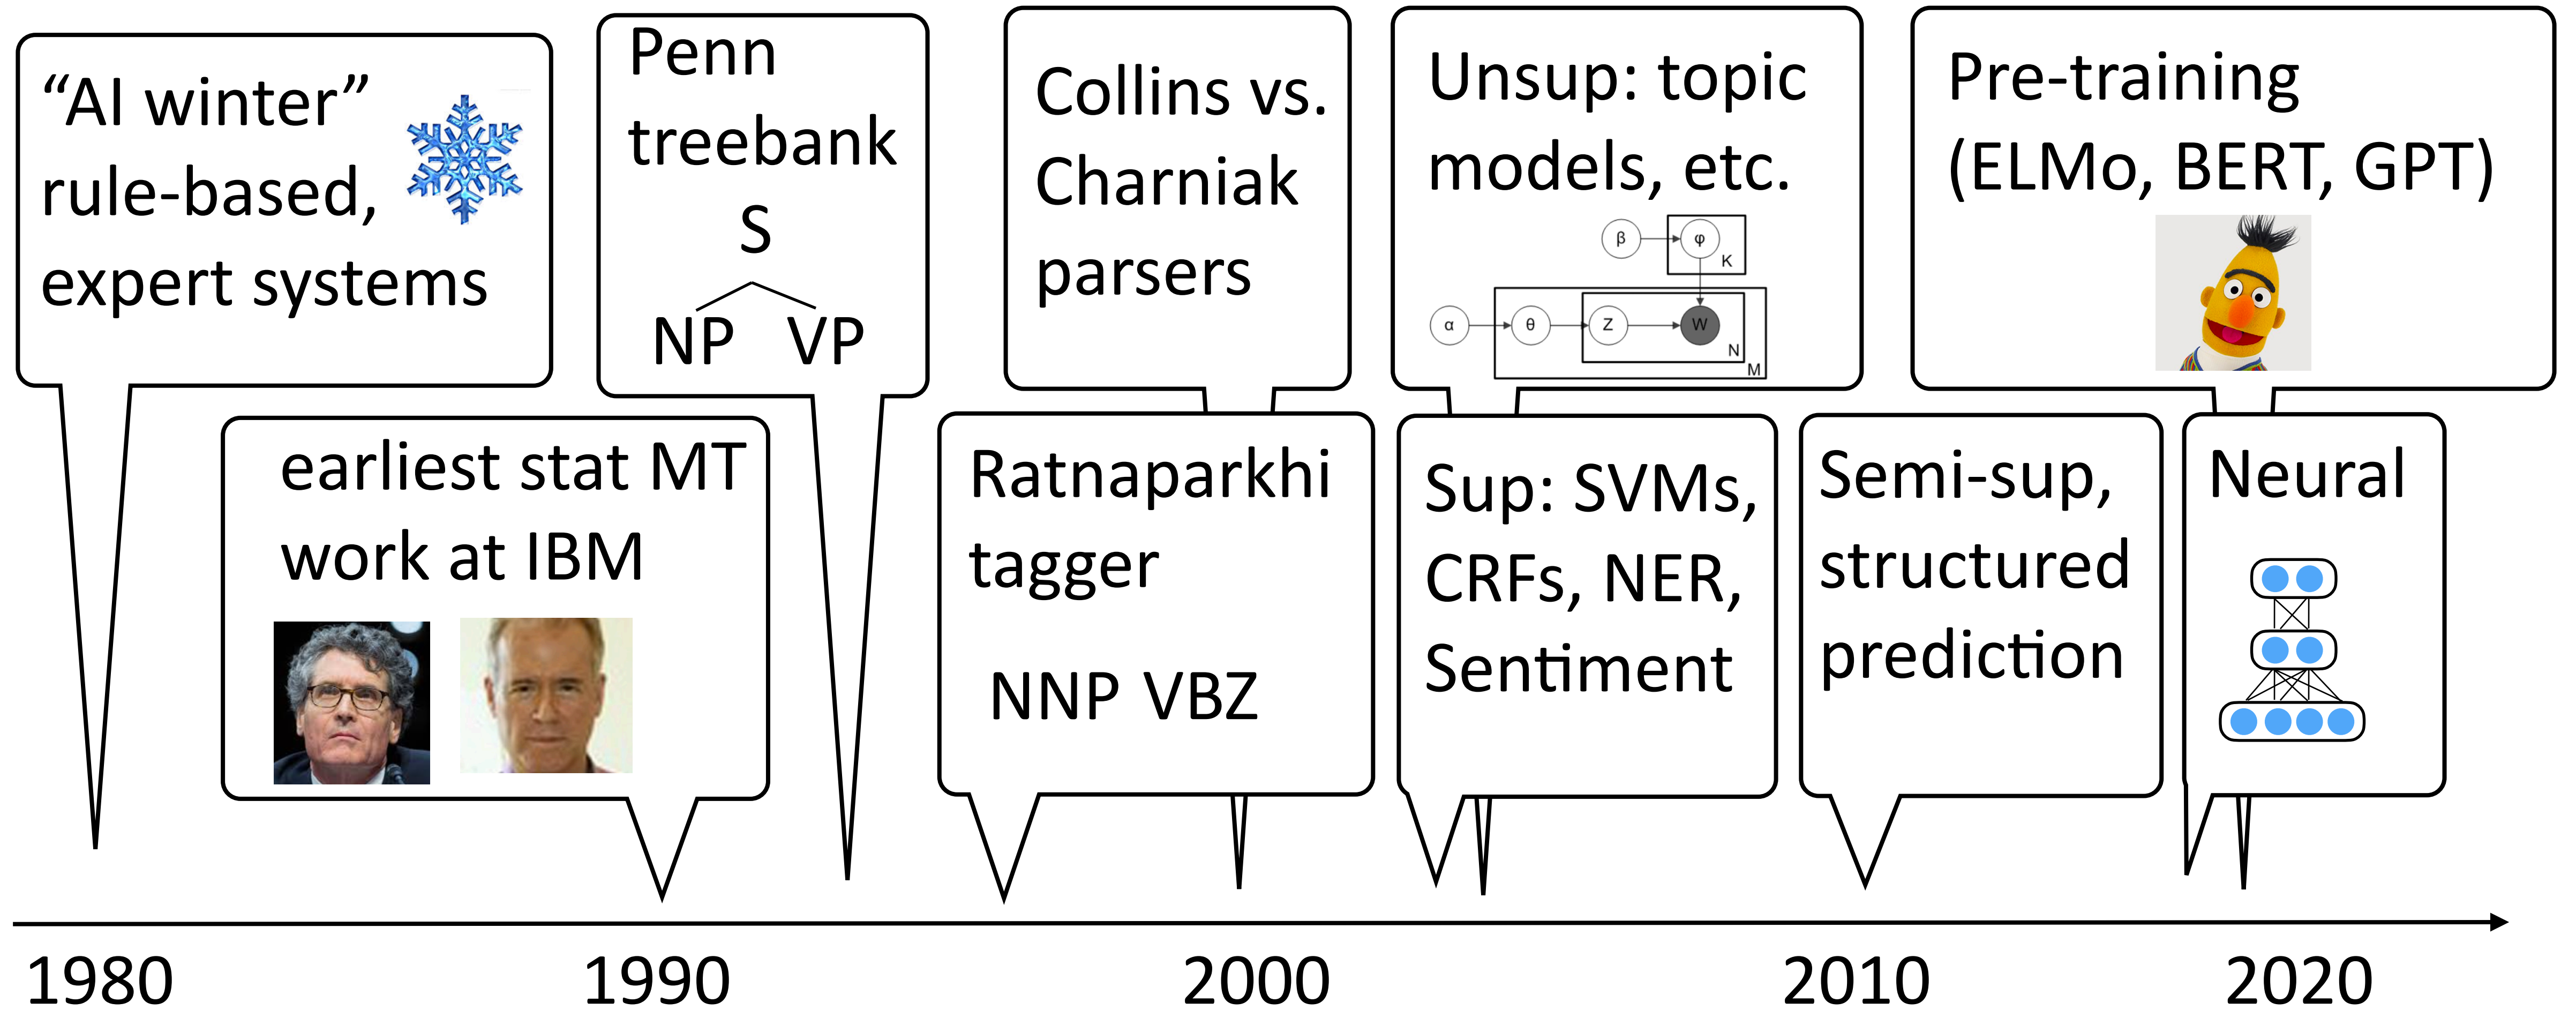 “AI winter”
rule-based,
expert systems
earliest stat MT
work at IBM
Penn
treebank
S
NP VP
Collins vs.
Charniak
parsers
Ratnaparkhi
tagger
NNP VBZ
Unsup: topic
models, etc.
β φ
K
α θ Z W
N
M
Sup: SVMs,
CRFs, NER,
Sentiment
Semi-sup,
structured
prediction
Pre-training
(ELMo, BERT, GPT)
Neural
1980 1990 2000 2010 2020